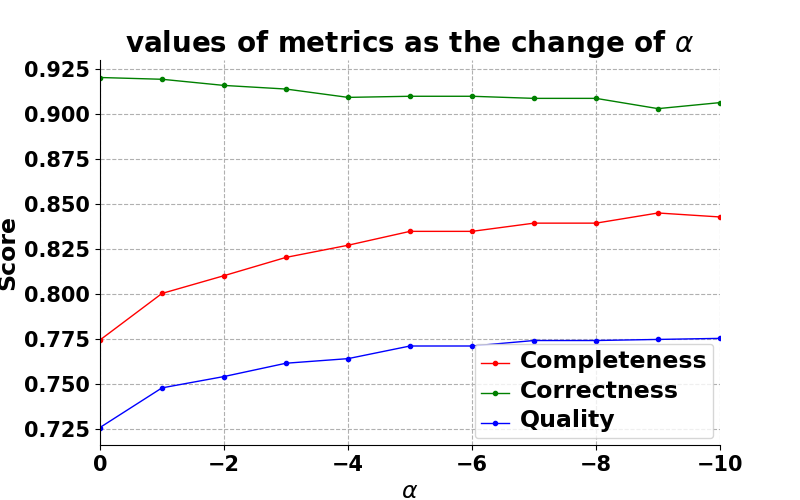 values of metrics as the change of α
0.925
0.900
0.875
0.850
0.825
0.800
0.775
0.750
0.725
Score
Completeness
Correctness
Quality
0 −2 −4 −6 −8 −10
α